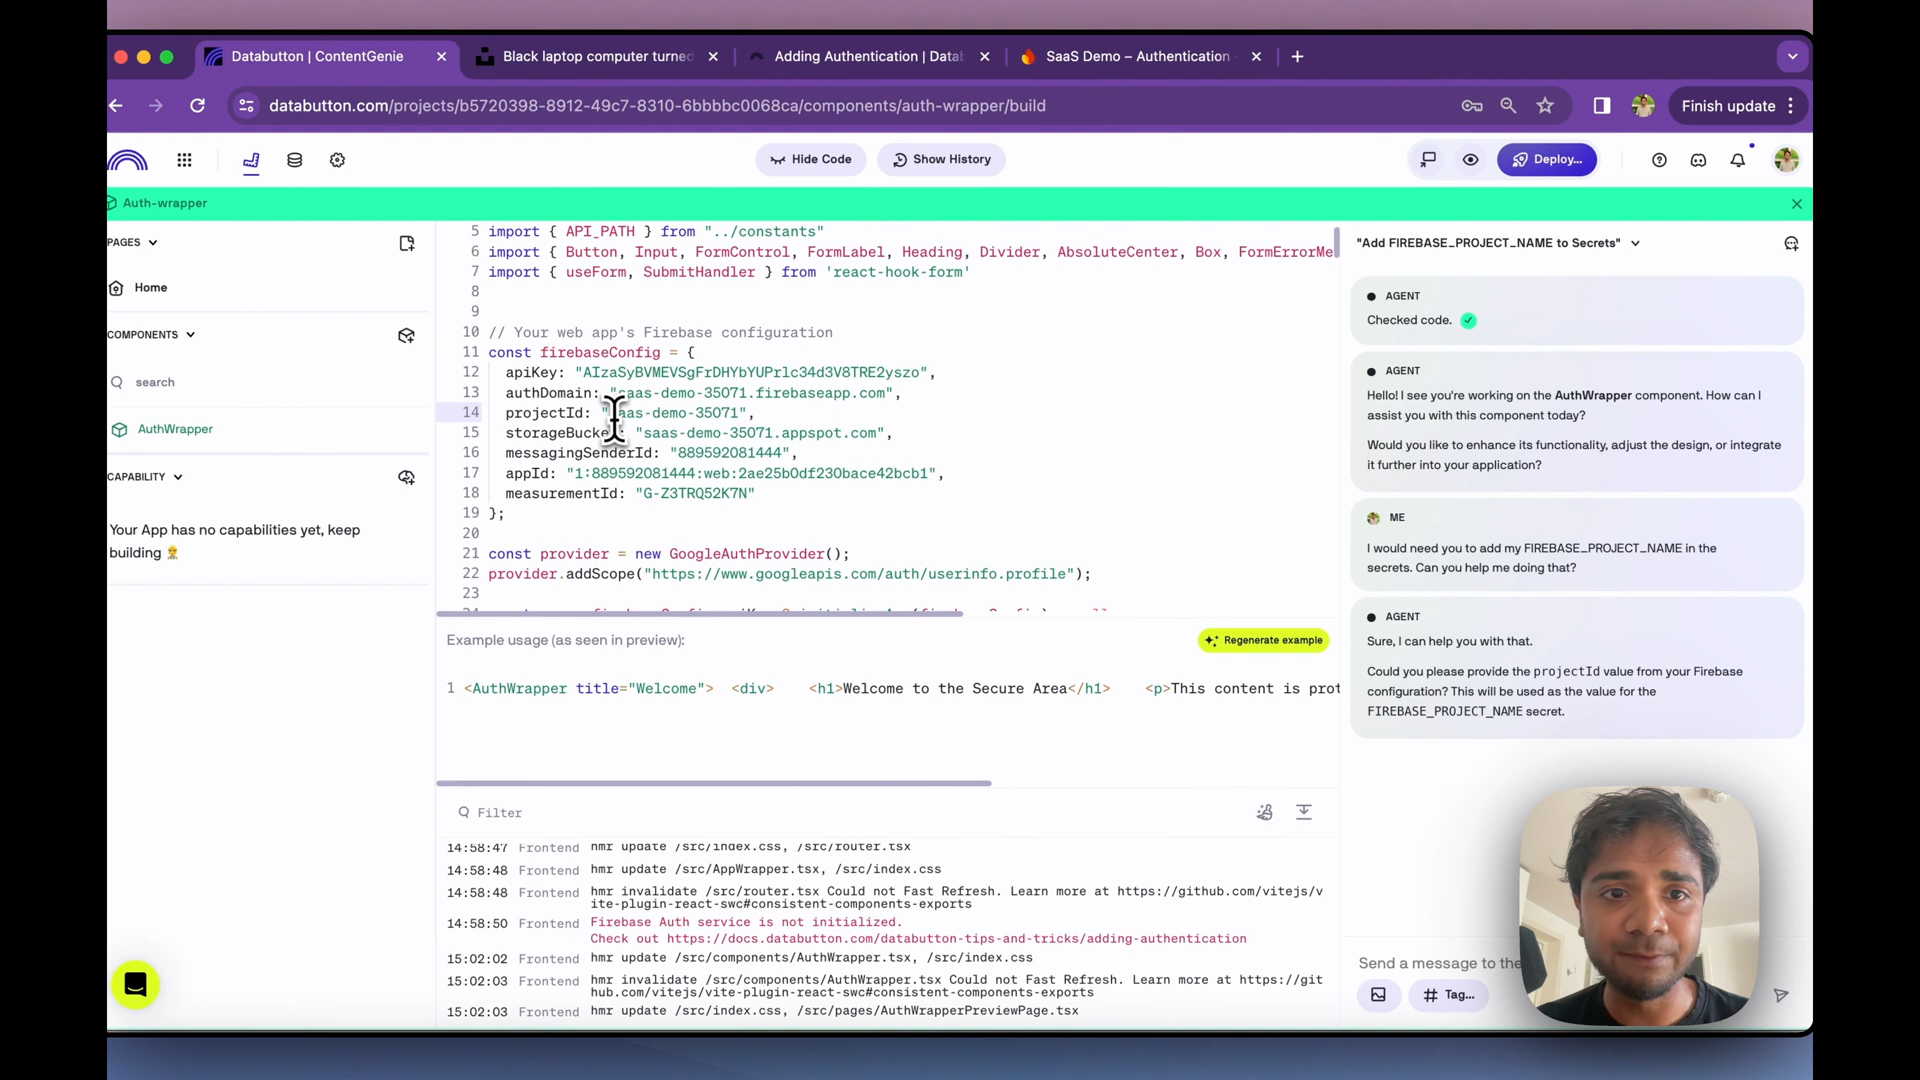 Databutton | ContentGenie
Black laptop computer turned
Adding Authentication | Datab
SaaS Demo – Authentication
databutton.com/projects/b5720398-8912-49c7-8310-6bbbbc0068ca/components/auth-wrapper/build
Finish update
Hide Code
Show History
Deploy...
Auth-wrapper
PAGES
Home
COMPONENTS
search
AuthWrapper
CAPABILITY
Your App has no capabilities yet, keep
building
5 import { API_PATH } from "../constants"
6 import { Button, Input, FormControl, FormLabel, Heading, Divider, AbsoluteCenter, Box, FormErrorMe
7 import { useForm, SubmitHandler } from 'react-hook-form'
8
9
10 // Your web app's Firebase configuration
11 const firebaseConfig = {
12 apiKey: "AIzaSyBVMEVSgFrDHYbYUPrlc34d3V8TRE2yszo",
13 authDomain: "saas-demo-35071.firebaseapp.com",
14 projectId: "saas-demo-35071",
15 storageBucket: "saas-demo-35071.appspot.com",
16 messagingSenderId: "889592081444",
17 appId: "1:889592081444:web:2ae25b0df230bace42bcb1",
18 measurementId: "G-Z3TRQ52K7N"
19 };
20
21 const provider = new GoogleAuthProvider();
22 provider.addScope("https://www.googleapis.com/auth/userinfo.profile");
23
Example usage (as seen in preview):
Regenerate example
1 <AuthWrapper title="Welcome"> <div> <h1>Welcome to the Secure Area</h1> <p>This content is prot
Filter
14:58:47 Frontend hmr update /src/index.css, /src/router.tsx
14:58:48 Frontend hmr update /src/AppWrapper.tsx, /src/index.css
14:58:48 Frontend hmr invalidate /src/router.tsx Could not Fast Refresh. Learn more at https://github.com/vitejs/v
ite-plugin-react-swc#consistent-components-exports
14:58:50 Frontend Firebase Auth service is not initialized.
Check out https://docs.databutton.com/databutton-tips-and-tricks/adding-authentication
15:02:02 Frontend hmr update /src/components/AuthWrapper.tsx, /src/index.css
15:02:03 Frontend hmr invalidate /src/components/AuthWrapper.tsx Could not Fast Refresh. Learn more at https://git
hub.com/vitejs/vite-plugin-react-swc#consistent-components-exports
15:02:03 Frontend hmr update /src/index.css, /src/pages/AuthWrapperPreviewPage.tsx
"Add FIREBASE_PROJECT_NAME to Secrets"
AGENT
Checked code.
AGENT
Hello! I see you're working on the AuthWrapper component. How can I
assist you with this component today?
Would you like to enhance its functionality, adjust the design, or integrate
it further into your application?
ME
I would need you to add my FIREBASE_PROJECT_NAME in the
secrets. Can you help me doing that?
AGENT
Sure, I can help you with that.
Could you please provide the projectId value from your Firebase
configuration? This will be used as the value for the
FIREBASE_PROJECT_NAME secret.
Send a message to the
# Tag...